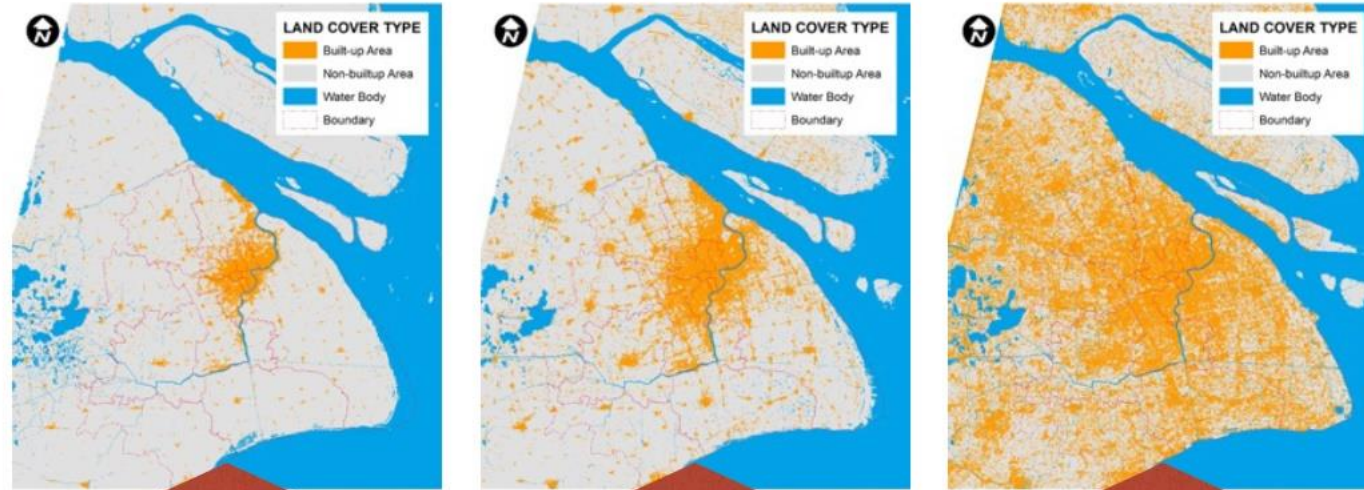 N
LAND COVER TYPE
Built-up Area
Non-builtup Area
Water Body
Boundary
N
LAND COVER TYPE
Built-up Area
Non-builtup Area
Water Body
Boundary
N
LAND COVER TYPE
Built-up Area
Non-builtup Area
Water Body
Boundary